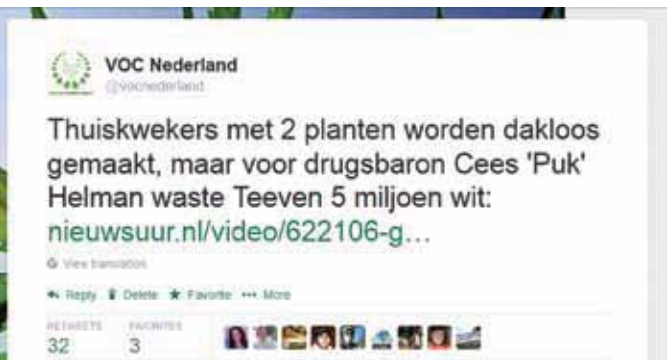 VOC Nederland
@vocnederland
Thuiskwekers met 2 planten worden dakloos
gemaakt, maar voor drugsbaron Cees 'Puk'
Helman waste Teeven 5 miljoen wit:
nieuwsuur.nl/video/622106-g...
View translation
Reply Delete Favorite ••• More
RETWEETS FAVORITES
32 3